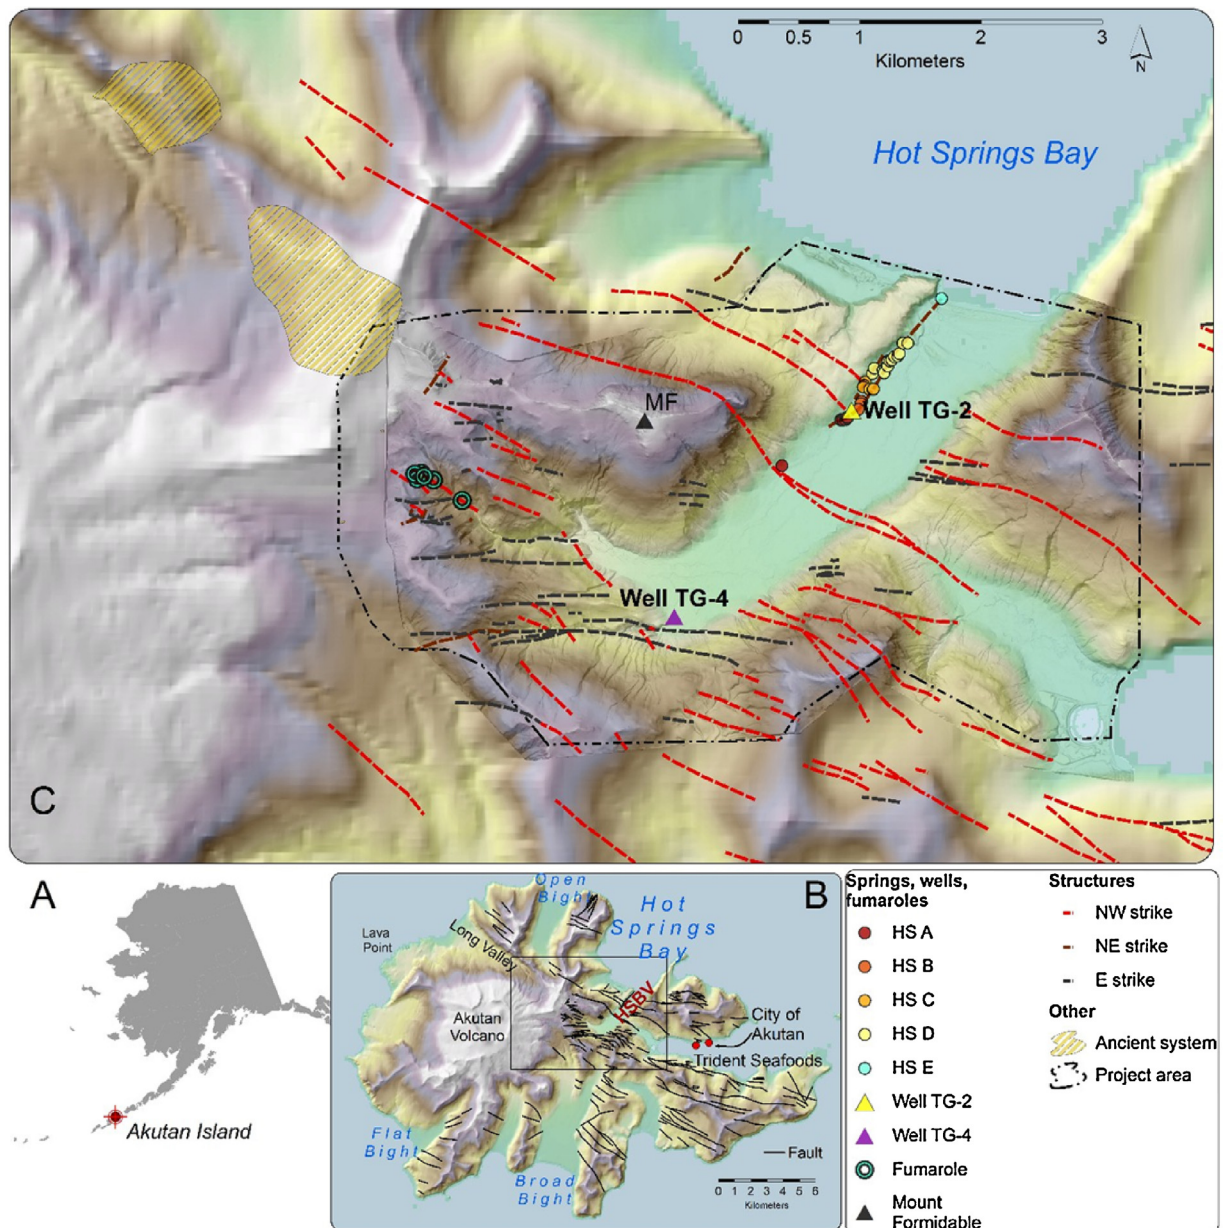 0 0.5 1 2 3
Kilometers
N
Hot Springs Bay
MF
Well TG-2
Well TG-4
C
A
Akutan Island
B
Open
Bight
Hot
Springs
Bay
Lava
Point
Long Valley
HSBV
Akutan
Volcano
City of
Akutan
Trident Seafoods
Flat
Bight
Broad
Bight
Fault
0 1 2 3 4 5 6
Kilometers
Springs, wells,
fumaroles
HS A
HS B
HS C
HS D
HS E
Well TG-2
Well TG-4
Fumarole
Mount
Formidable
Structures
NW strike
NE strike
E strike
Other
Ancient system
Project area